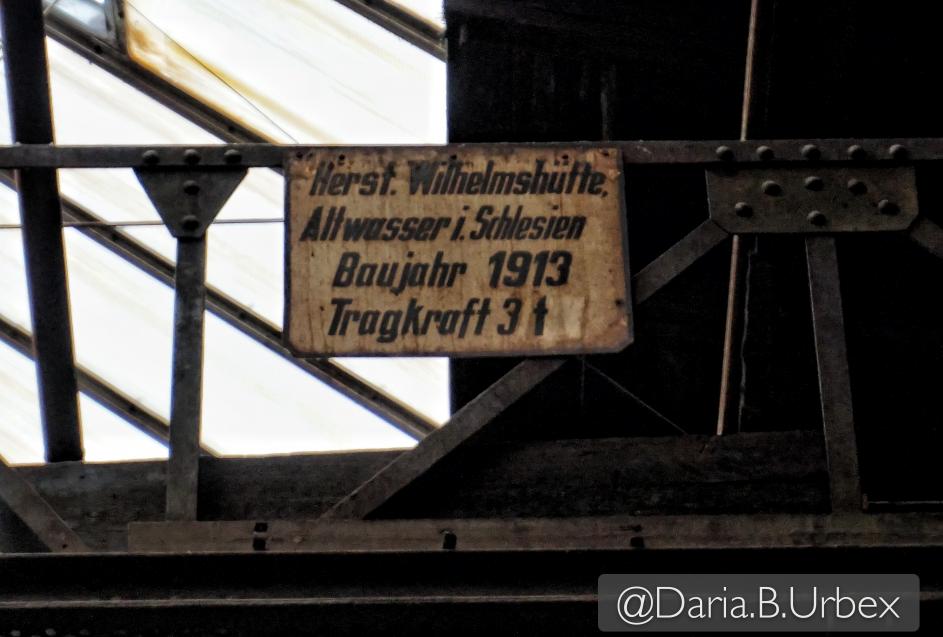 Herst. Wilhelmshütte,
Altwasser i. Schlesien
Baujahr 1913
Tragkraft 3 t
@Daria.B.Urbex